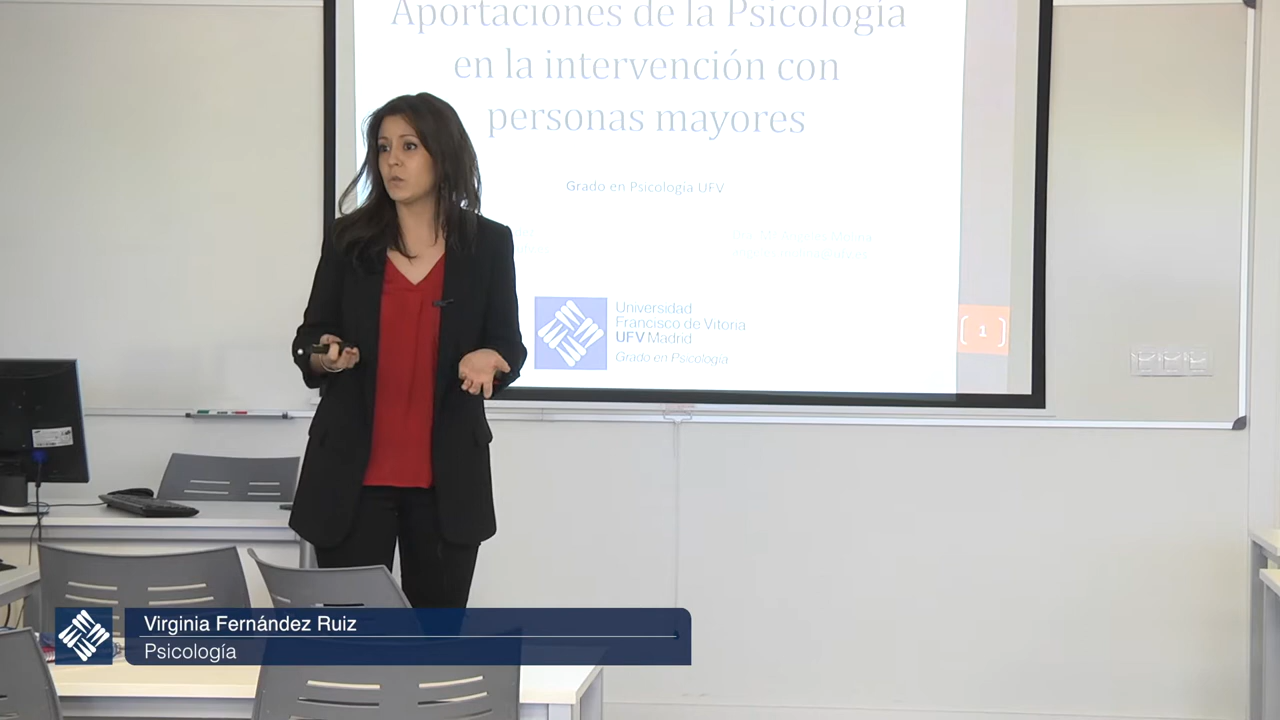 Aportaciones de la Psicología
en la intervención con
personas mayores
Grado en Psicología UFV
Universidad
Francisco de Vitoria
UFV Madrid
Grado en Psicología
1
Virginia Fernández Ruiz
Psicología